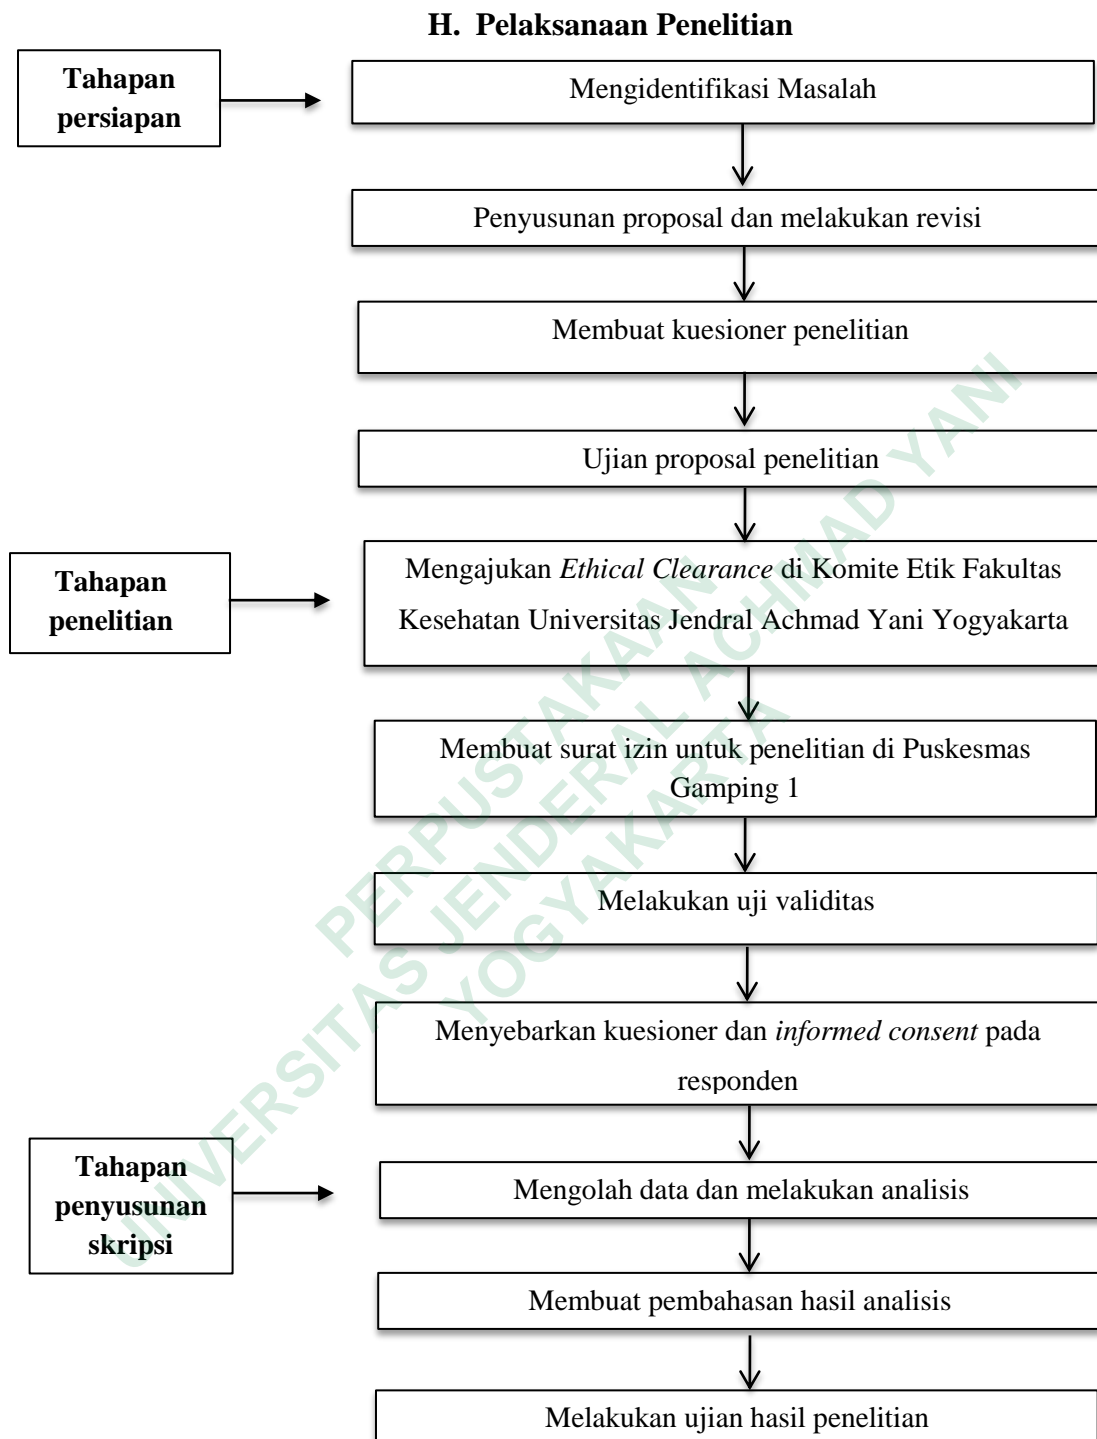 H. Pelaksanaan Penelitian
Tahapan
persiapan
Mengidentifikasi Masalah
Penyusunan proposal dan melakukan revisi
Membuat kuesioner penelitian
Ujian proposal penelitian
Tahapan
penelitian
Mengajukan Ethical Clearance di Komite Etik Fakultas
Kesehatan Universitas Jendral Achmad Yani Yogyakarta
Membuat surat izin untuk penelitian di Puskesmas
Gamping 1
Melakukan uji validitas
Menyebarkan kuesioner dan informed consent pada
responden
Tahapan
penyusunan
skripsi
Mengolah data dan melakukan analisis
Membuat pembahasan hasil analisis
Melakukan ujian hasil penelitian
PERPUSTAKAAN
UNIVERSITAS JENDERAL ACHMAD YANI
YOGYAKARTA